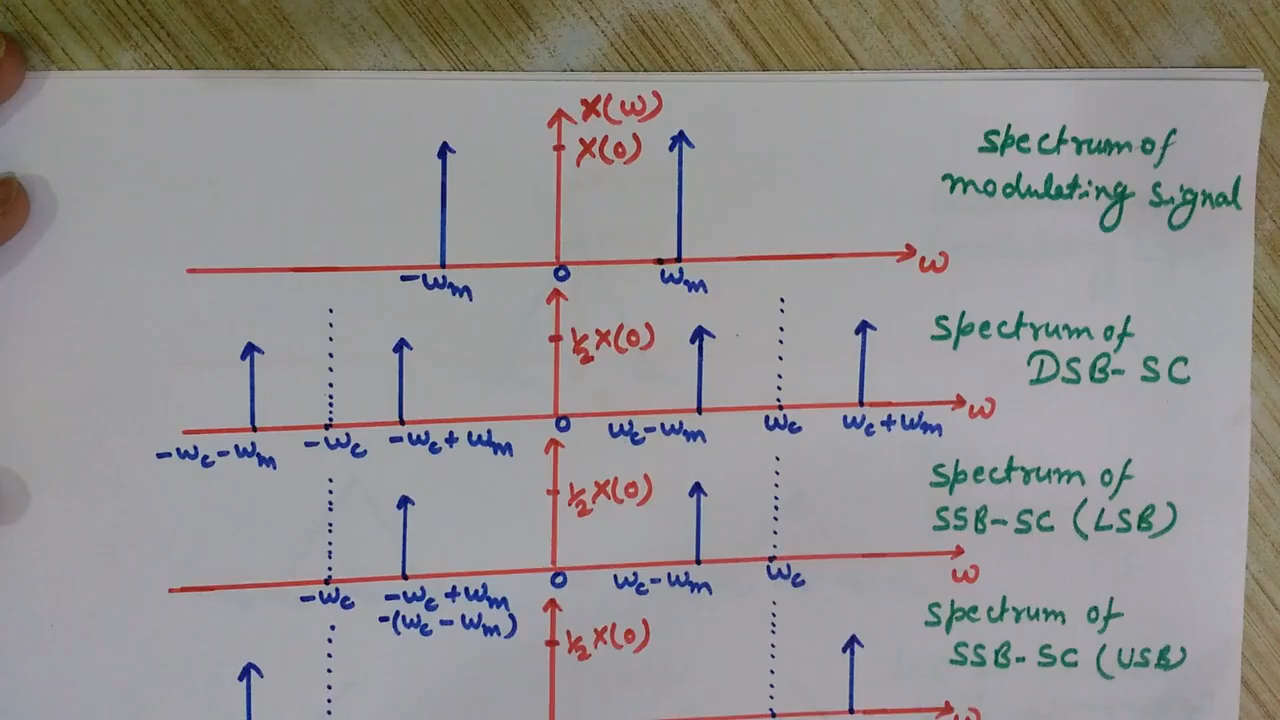 X(ω)
X(0)
Spectrum of
modulating signal
-ωm 0 ωm ω
½X(0)
Spectrum of
DSB-SC
-ωc-ωm -ωc -ωc+ωm 0 ωc-ωm ωc ωc+ωm ω
½X(0)
Spectrum of
SSB-SC (LSB)
-ωc -ωc+ωm 0 ωc-ωm ωc ω
-(ωc-ωm)
½X(0)
Spectrum of
SSB-SC (USB)
ω